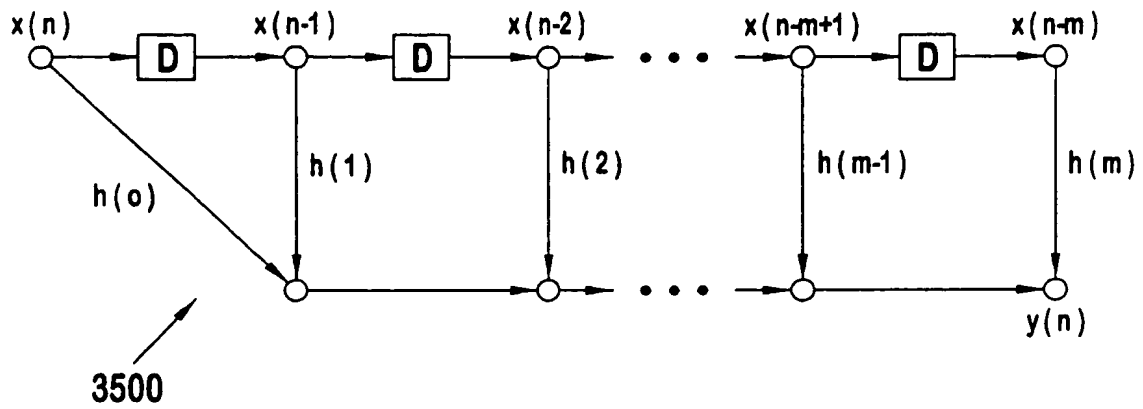 x(n) x(n-1) x(n-2) x(n-m+1) x(n-m)
D D • • • D
h(o) h(1) h(2) h(m-1) h(m)
• • •
y(n)
3500